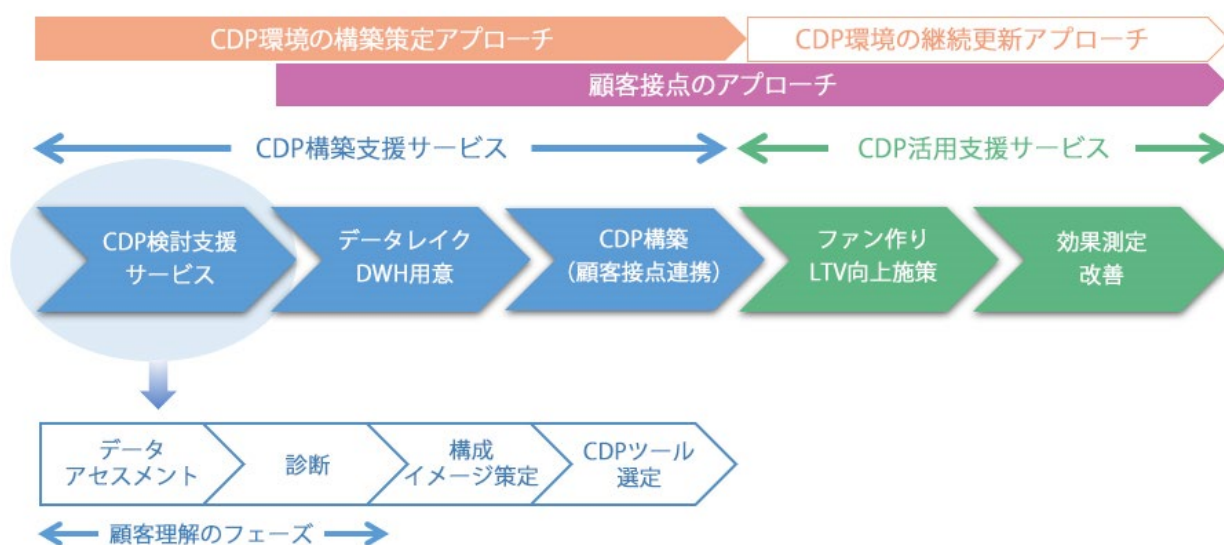 CDP環境の構築策定アプローチ
CDP環境の継続更新アプローチ
顧客接点のアプローチ
CDP構築支援サービス
CDP活用支援サービス
CDP検討支援
サービス
データレイク
DWH用意
CDP構築
(顧客接点連携)
ファン作り
LTV向上施策
効果測定
改善
データ
アセスメント
診断
構成
イメージ策定
CDPツール
選定
顧客理解のフェーズ